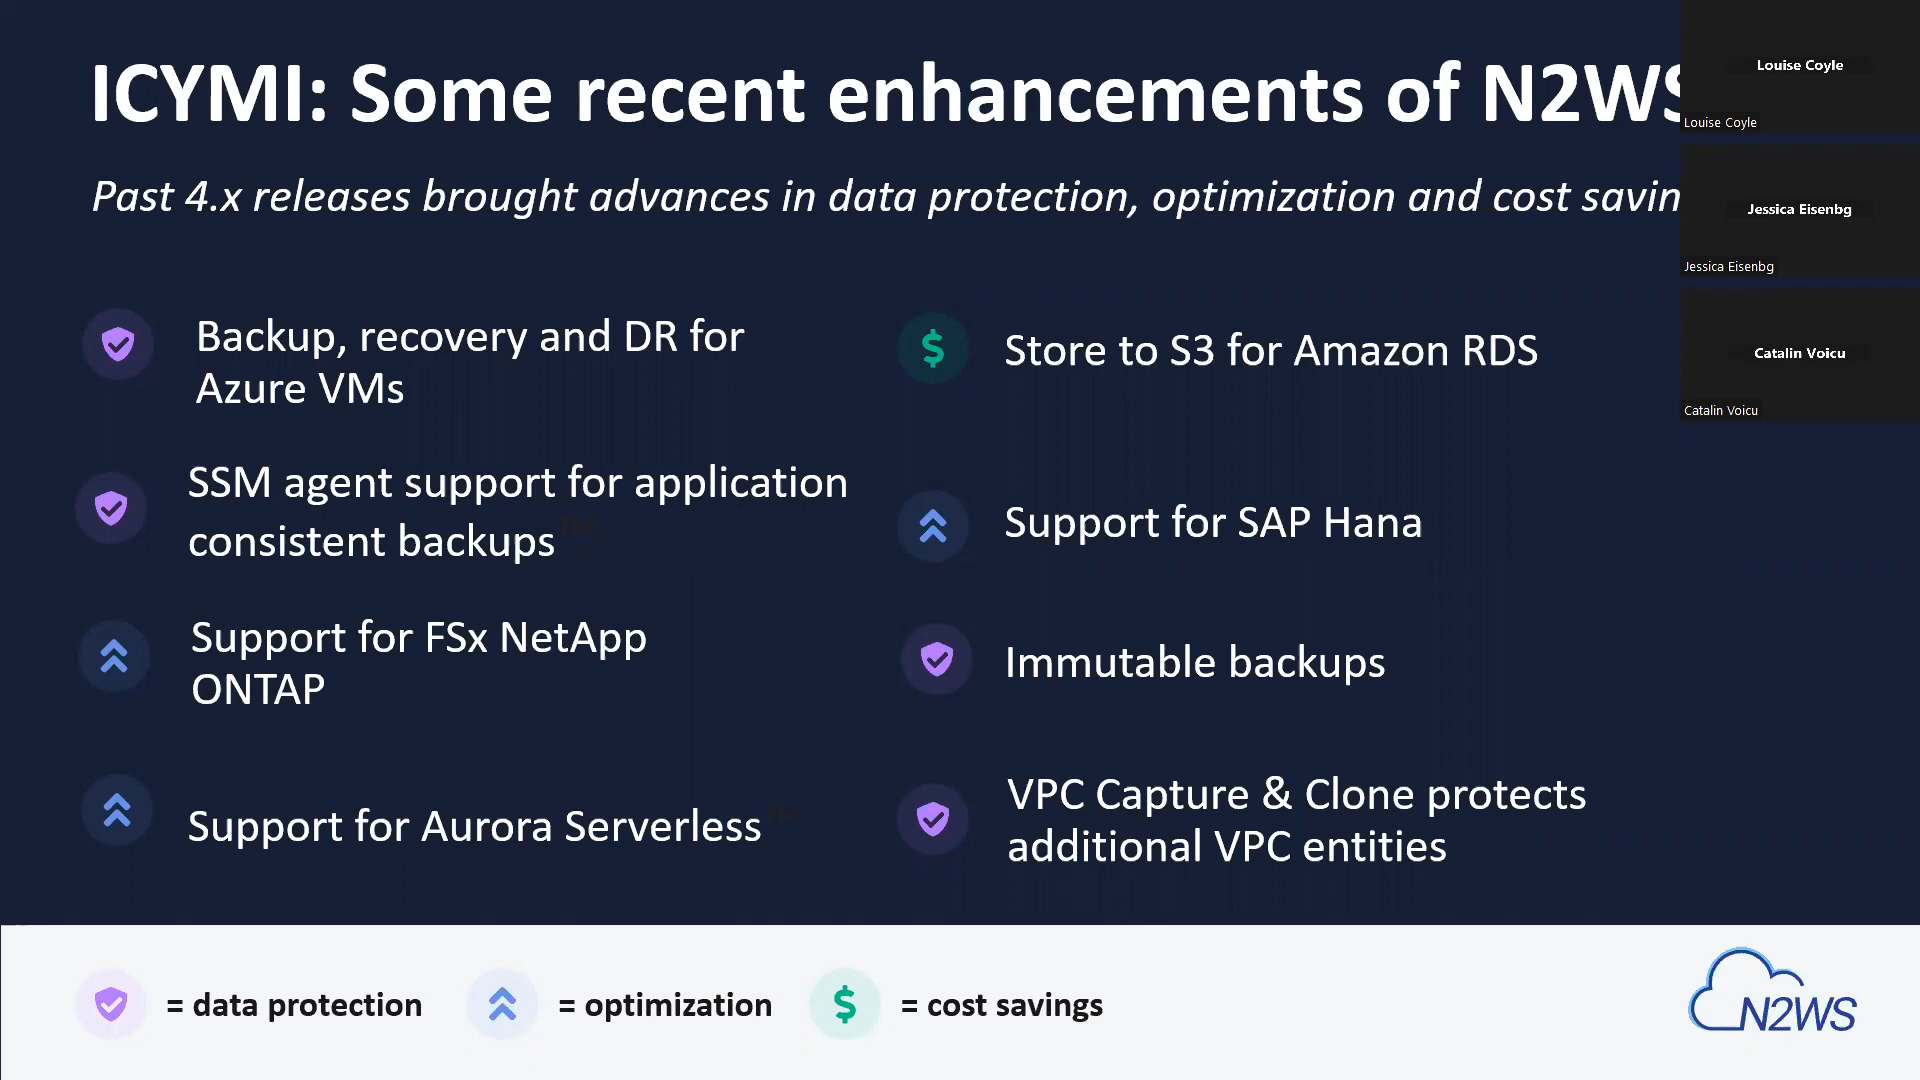 ICYMI: Some recent enhancements of N2WS
Past 4.x releases brought advances in data protection, optimization and cost savin
Backup, recovery and DR for
Azure VMs
SSM agent support for application
consistent backups
Support for FSx NetApp
ONTAP
Support for Aurora Serverless
Store to S3 for Amazon RDS
Support for SAP Hana
Immutable backups
VPC Capture & Clone protects
additional VPC entities
= data protection
= optimization
$ = cost savings
N2WS
Louise Coyle
Louise Coyle
Jessica Eisenbg
Jessica Eisenbg
Catalin Voicu
Catalin Voicu